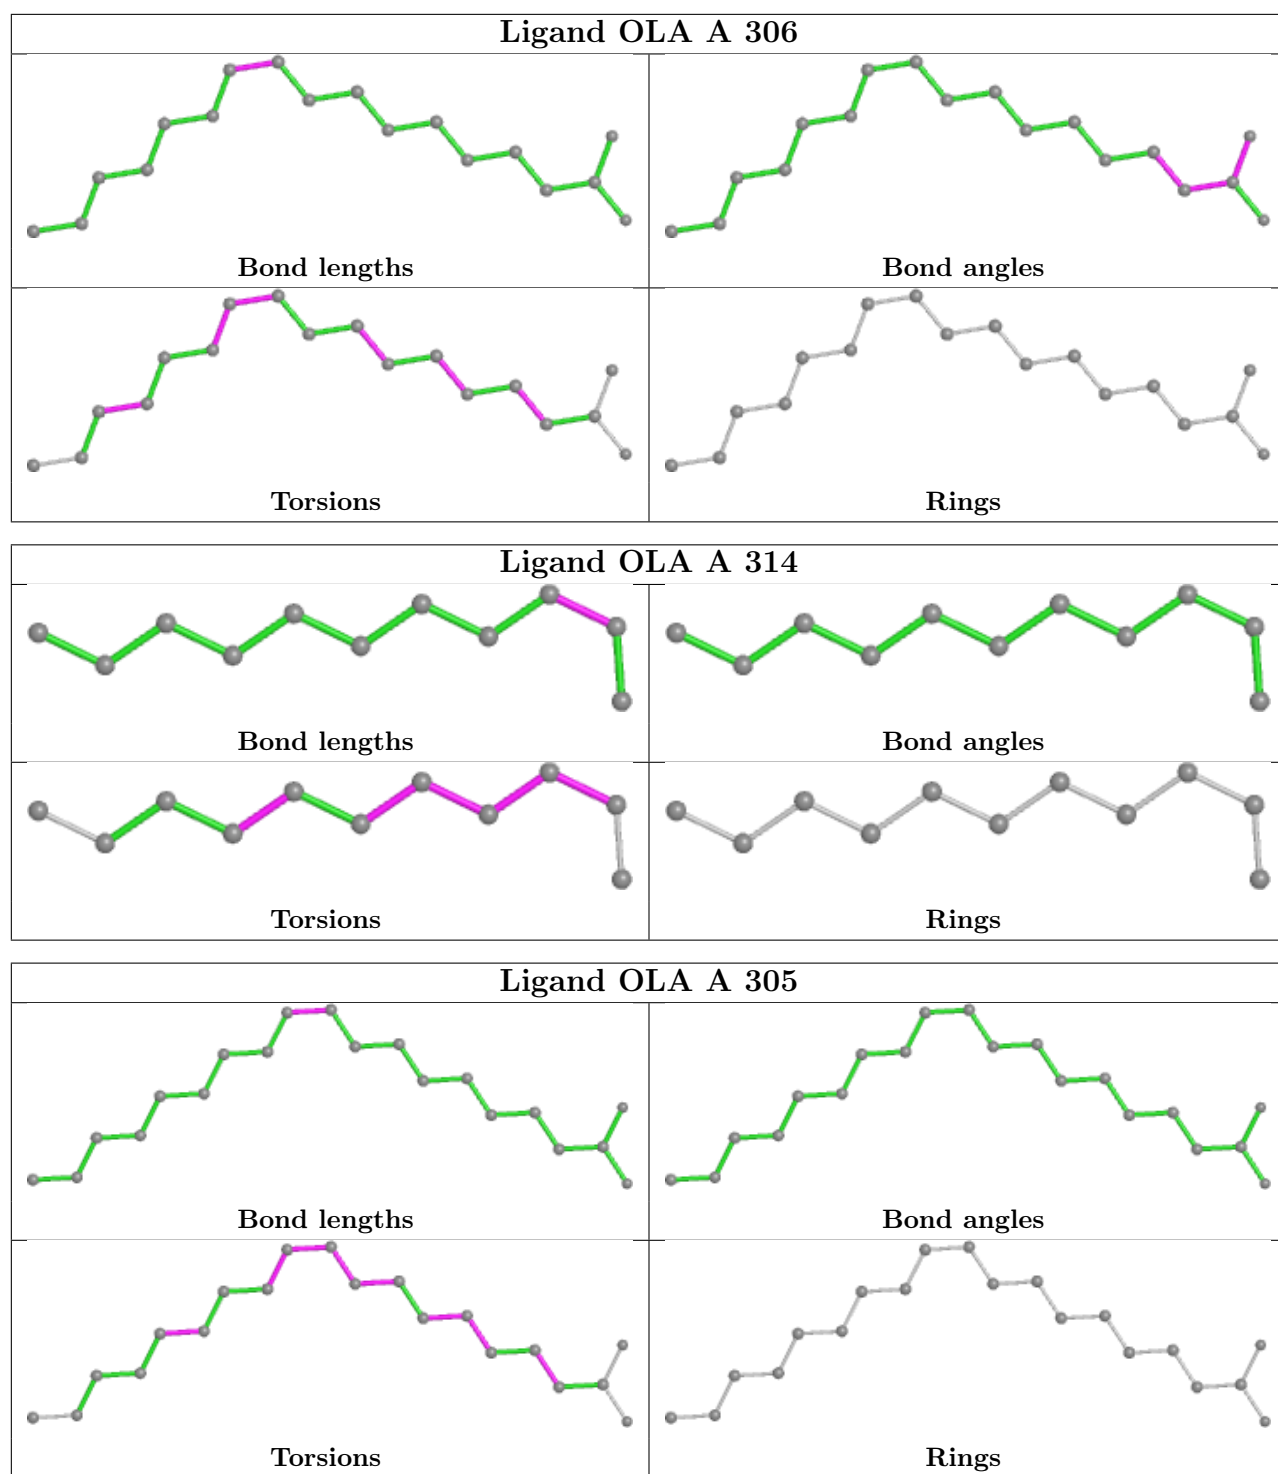 Ligand OLA A 306
Bond lengths
Bond angles
Torsions
Rings
Ligand OLA A 314
Bond lengths
Bond angles
Torsions
Rings
Ligand OLA A 305
Bond lengths
Bond angles
Torsions
Rings